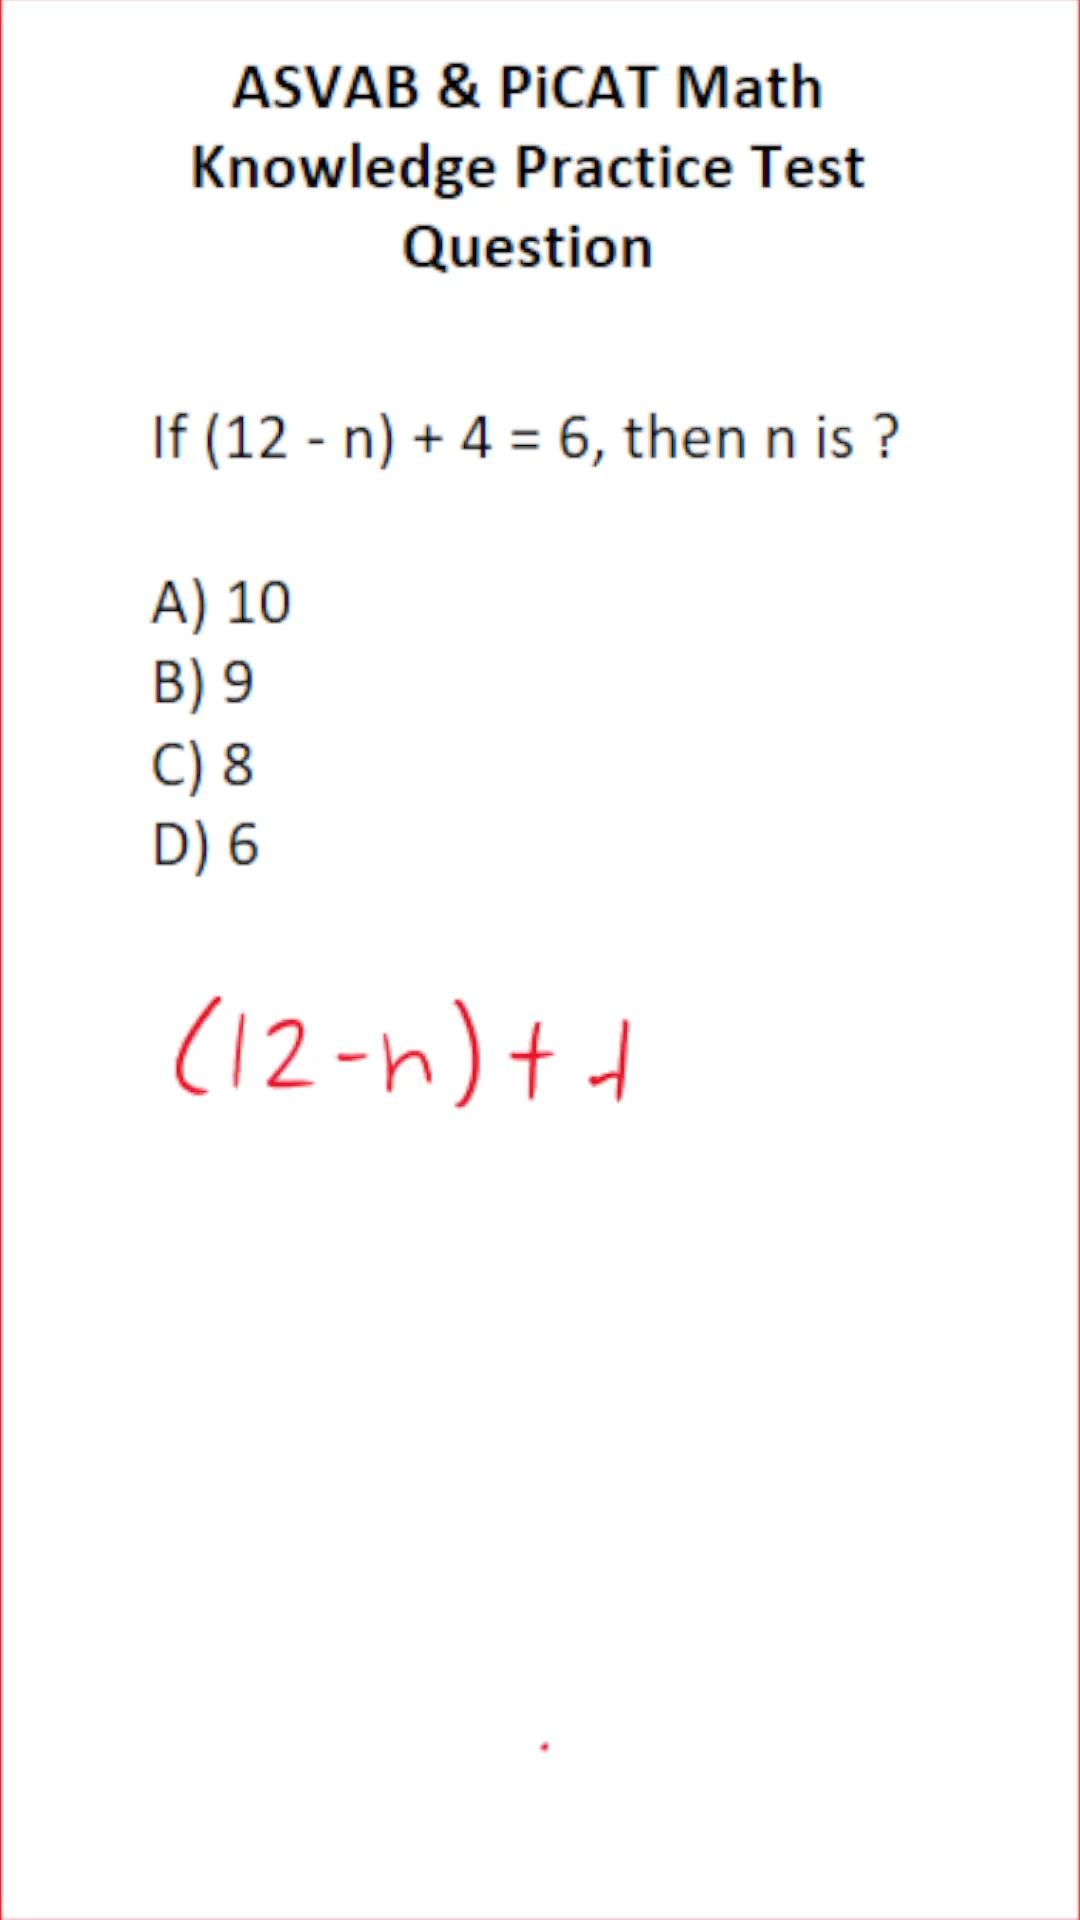 ASVAB & PiCAT Math
Knowledge Practice Test
Question
If (12 - n) + 4 = 6, then n is ?
A) 10
B) 9
C) 8
D) 6
(12-n)+